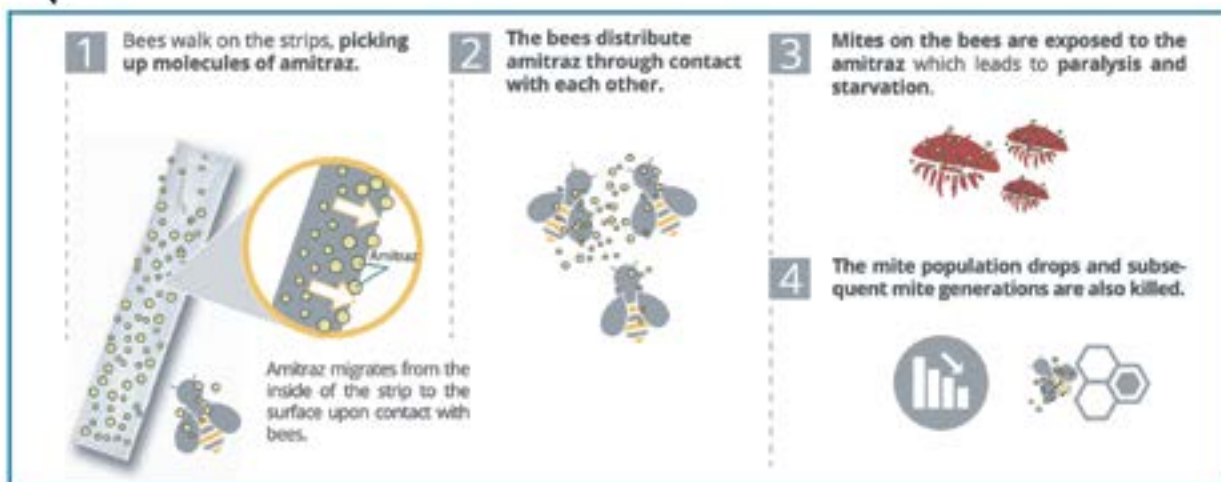 1
Bees walk on the strips, picking
up molecules of amitraz.
Amitraz
Amitraz migrates from the
inside of the strip to the
surface upon contact with
bees.
2
The bees distribute
amitraz through contact
with each other.
3
Mites on the bees are exposed to the
amitraz which leads to paralysis and
starvation.
4
The mite population drops and subse-
quent mite generations are also killed.